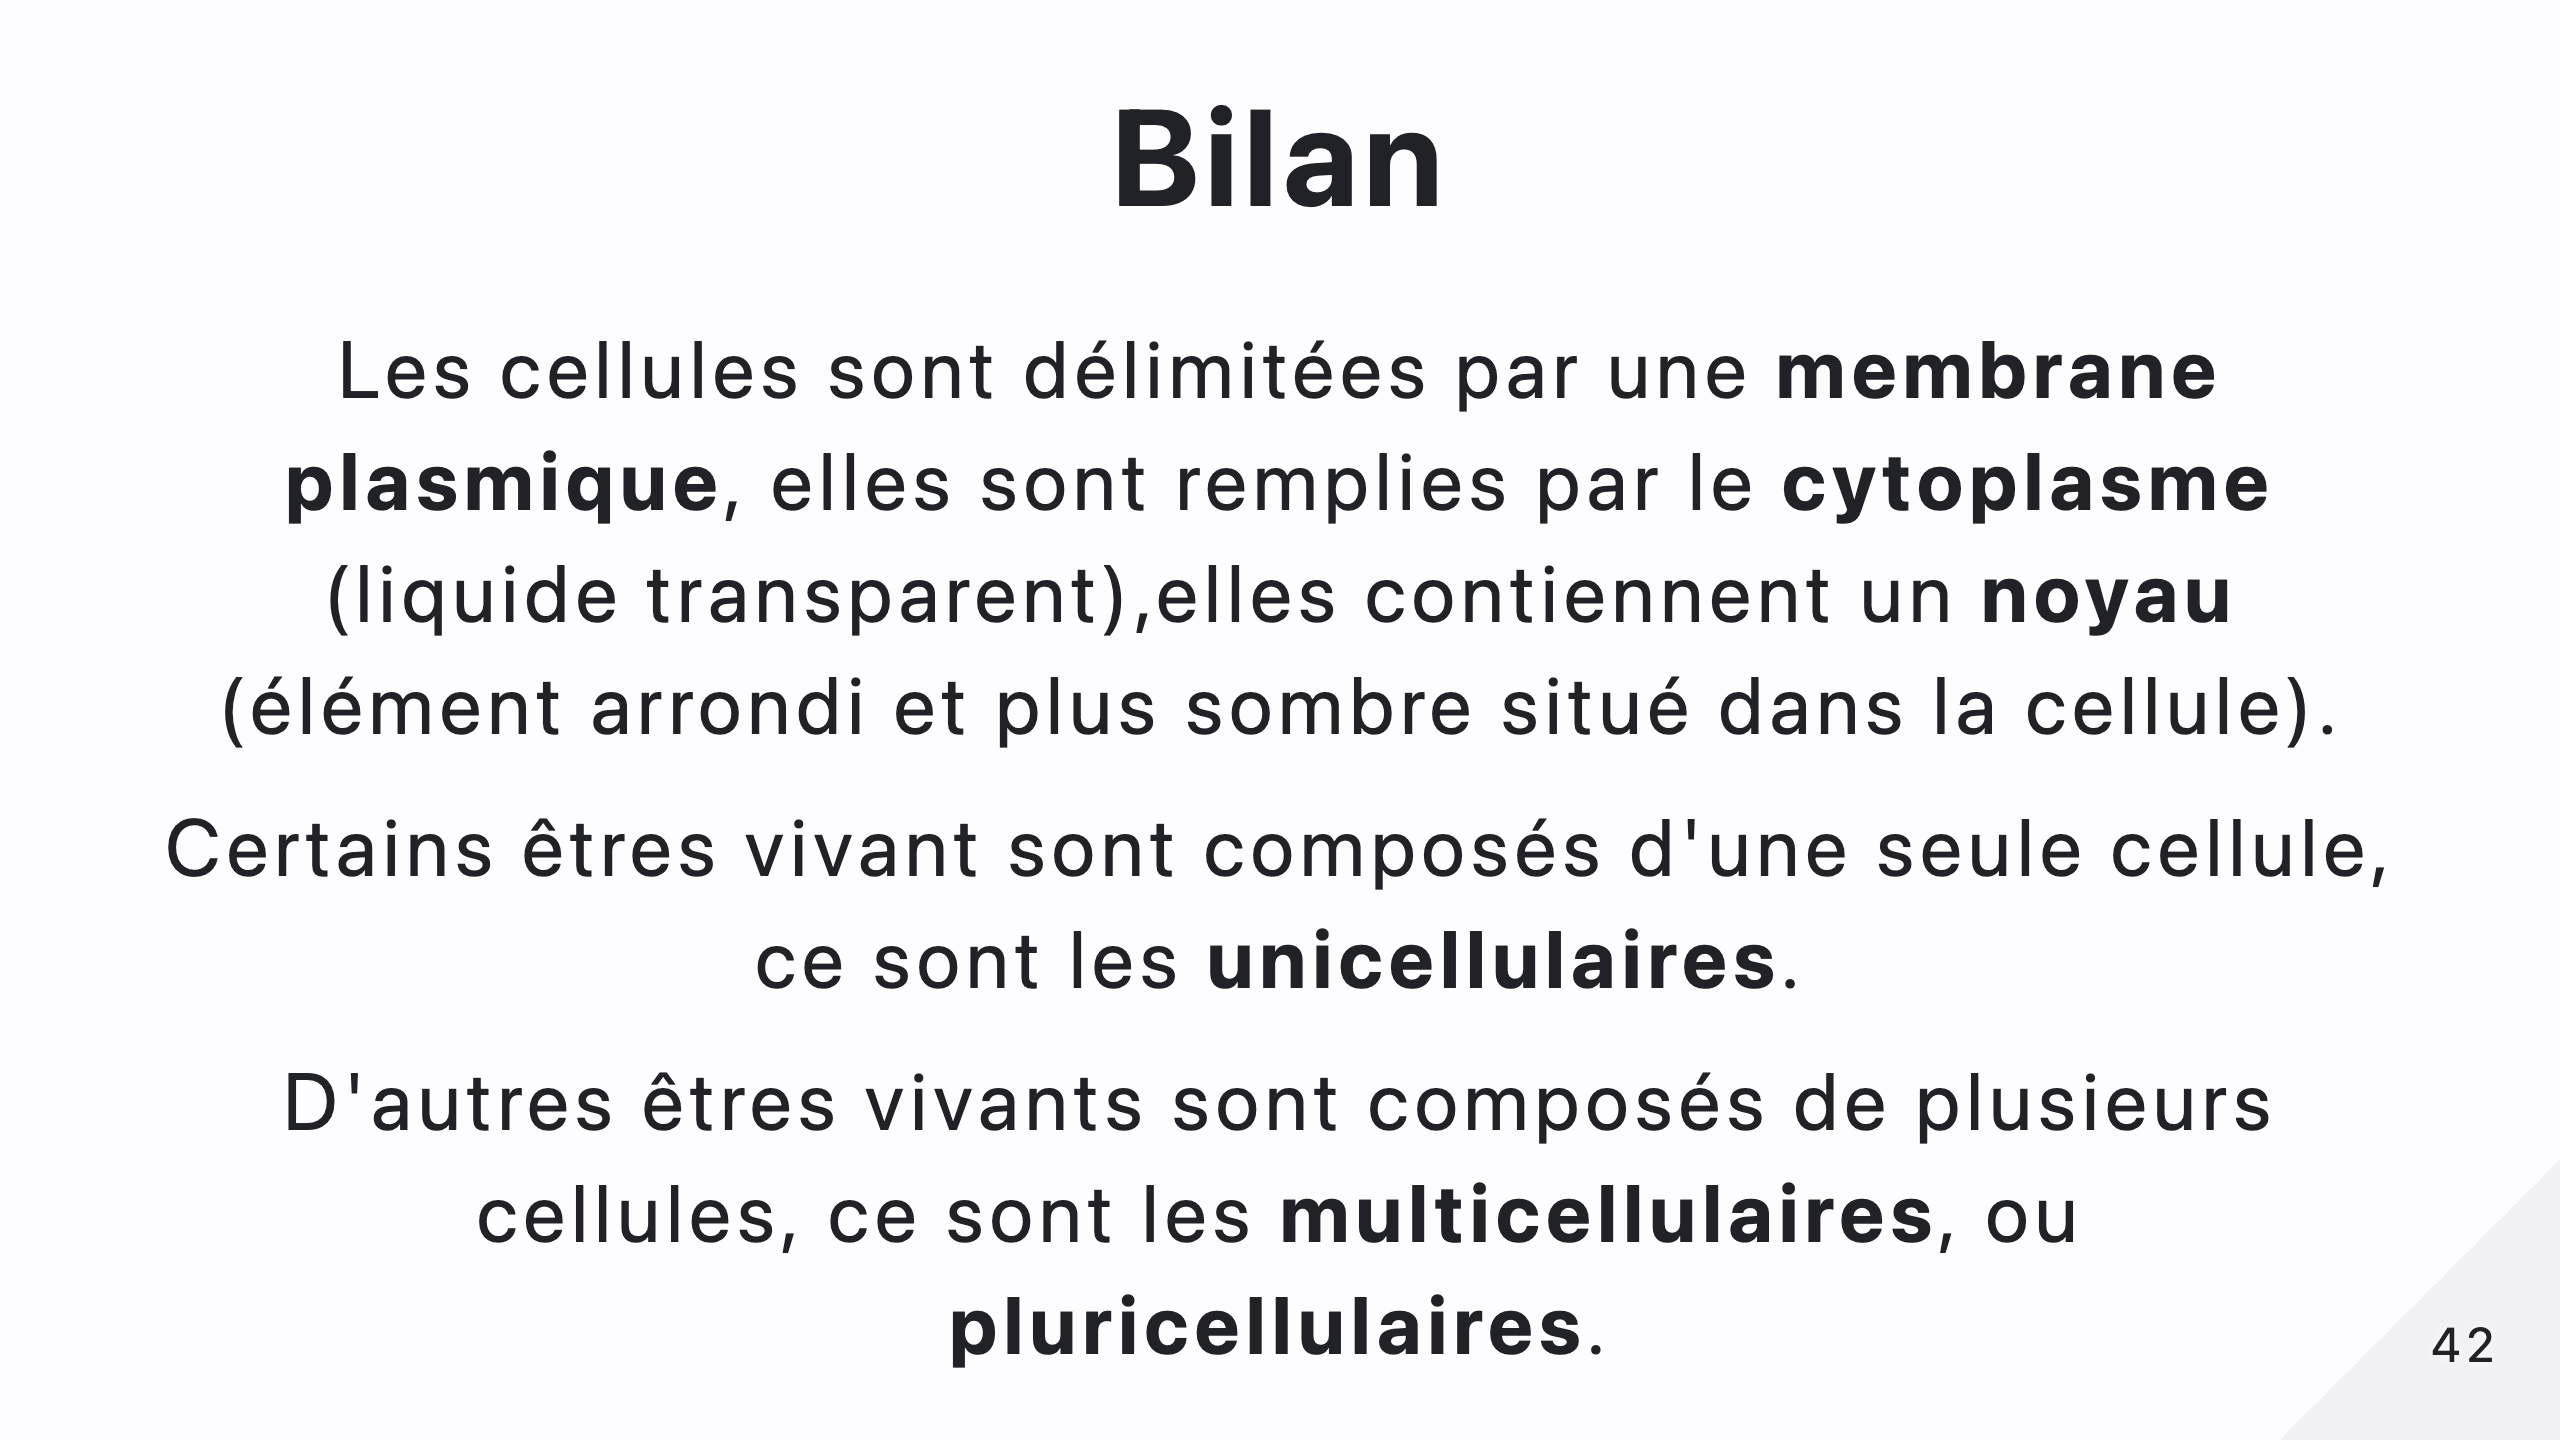 Bilan
Les cellules sont délimitées par une membrane
plasmique, elles sont remplies par le cytoplasme
(liquide transparent),elles contiennent un noyau
(élément arrondi et plus sombre situé dans la cellule).
Certains êtres vivant sont composés d'une seule cellule,
ce sont les unicellulaires.
D'autres êtres vivants sont composés de plusieurs
cellules, ce sont les multicellulaires, ou
pluricellulaires.
42